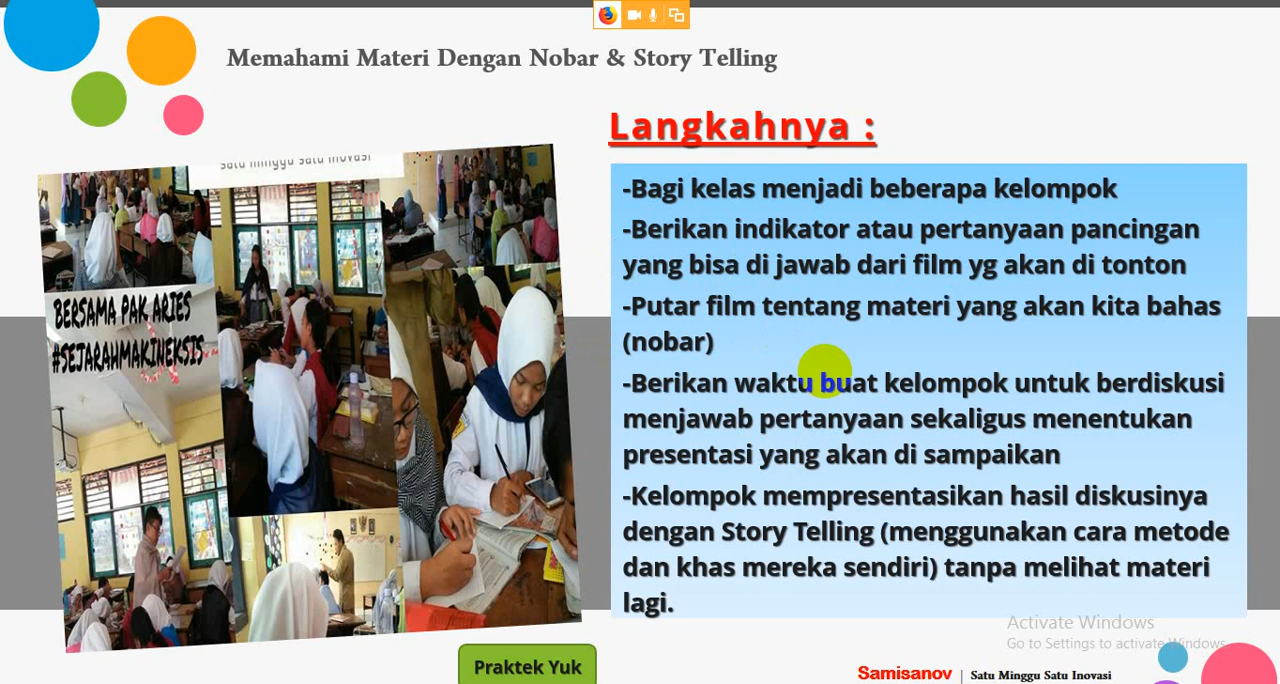 Memahami Materi Dengan Nobar & Story Telling
Langkahnya :
satu minggu satu inovasi
BERSAMA PAK ARIES
#SEJARAHMAKINEKSIS
-Bagi kelas menjadi beberapa kelompok
-Berikan indikator atau pertanyaan pancingan
yang bisa di jawab dari film yg akan di tonton
-Putar film tentang materi yang akan kita bahas
(nobar)
-Berikan waktu buat kelompok untuk berdiskusi
menjawab pertanyaan sekaligus menentukan
presentasi yang akan di sampaikan
-Kelompok mempresentasikan hasil diskusinya
dengan Story Telling (menggunakan cara metode
dan khas mereka sendiri) tanpa melihat materi
lagi.
Activate Windows
Go to Settings to activate Windows.
Praktek Yuk
Samisanov | Satu Minggu Satu Inovasi